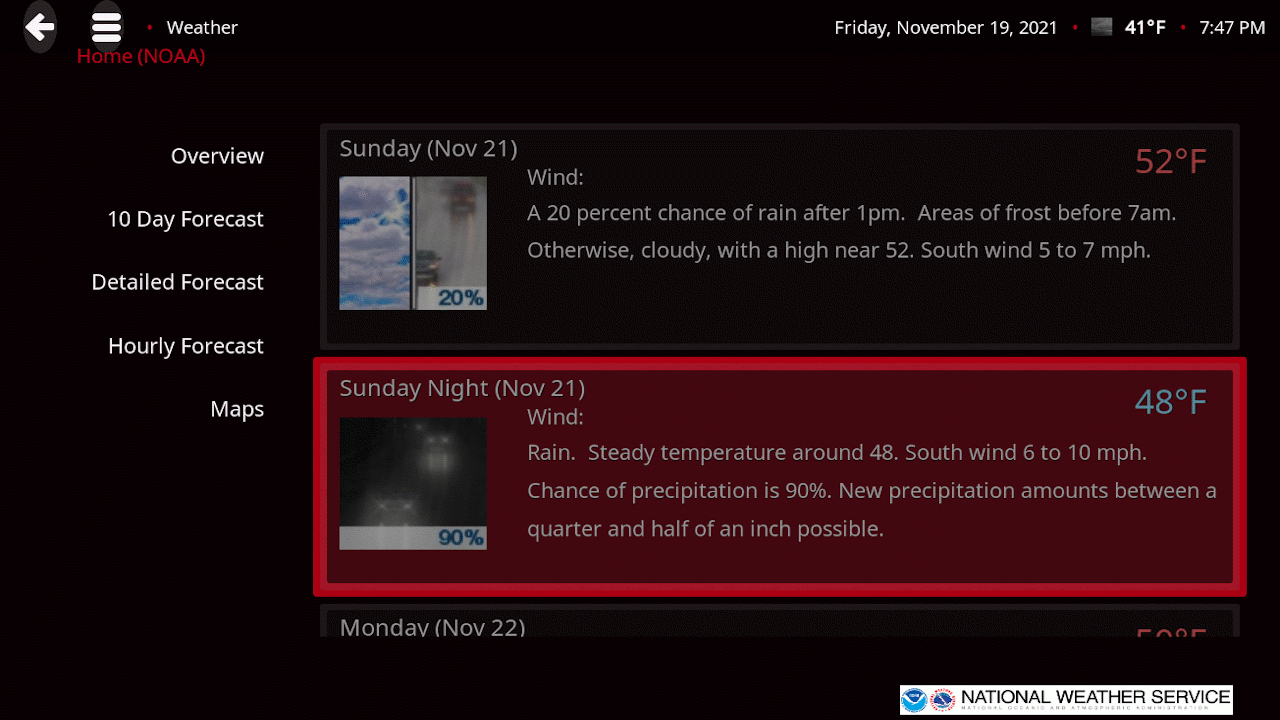 Weather
Friday, November 19, 2021 • 41°F • 7:47 PM
Home (NOAA)
Overview
10 Day Forecast
Detailed Forecast
Hourly Forecast
Maps
Sunday (Nov 21)
52°F
Wind:
A 20 percent chance of rain after 1pm.  Areas of frost before 7am.
Otherwise, cloudy, with a high near 52. South wind 5 to 7 mph.
20%
Sunday Night (Nov 21)
48°F
Wind:
Rain.  Steady temperature around 48. South wind 6 to 10 mph.
Chance of precipitation is 90%. New precipitation amounts between a
quarter and half of an inch possible.
90%
Monday (Nov 22)
NATIONAL WEATHER SERVICE
NATIONAL OCEANIC AND ATMOSPHERIC ADMINISTRATION